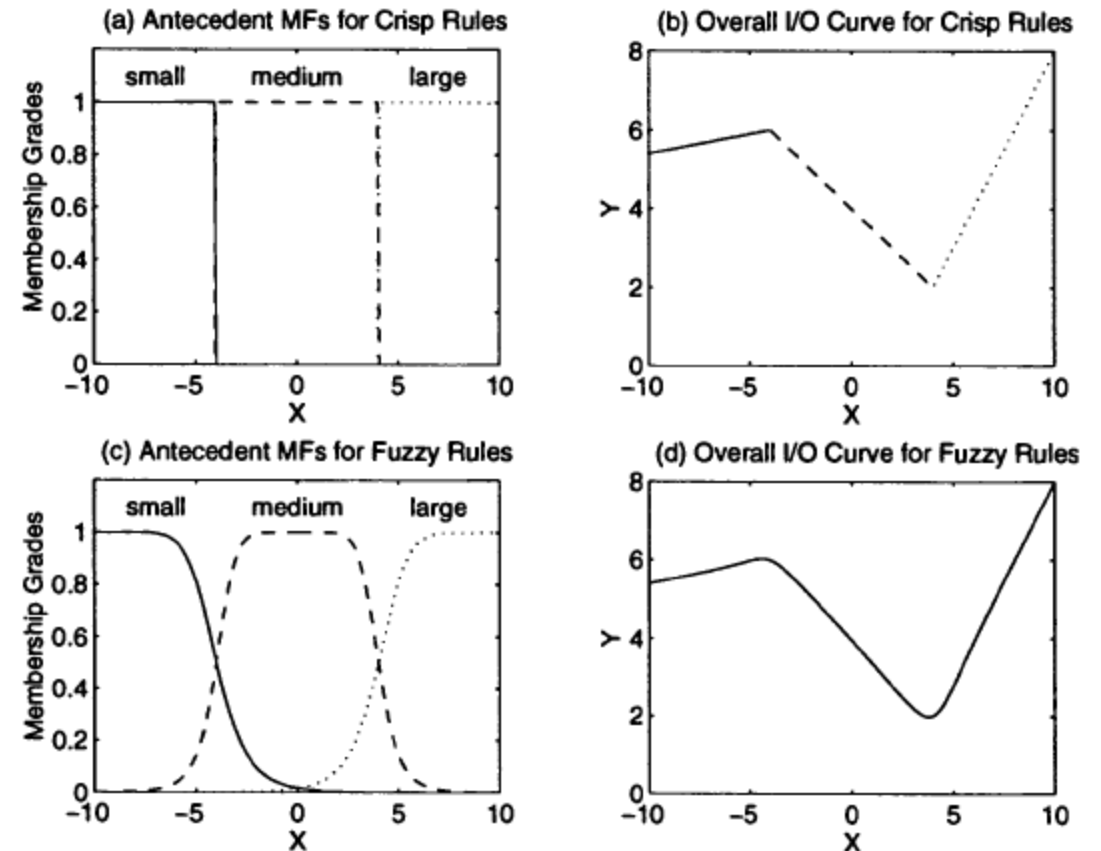 (a) Antecedent MFs for Crisp Rules
small medium large
Membership Grades
1
0.8
0.6
0.4
0.2
0
-10 -5 0 5 10
X
(b) Overall I/O Curve for Crisp Rules
Y
8
6
4
2
0
-10 -5 0 5 10
X
(c) Antecedent MFs for Fuzzy Rules
small medium large
Membership Grades
1
0.8
0.6
0.4
0.2
0
-10 -5 0 5 10
X
(d) Overall I/O Curve for Fuzzy Rules
Y
8
6
4
2
0
-10 -5 0 5 10
X